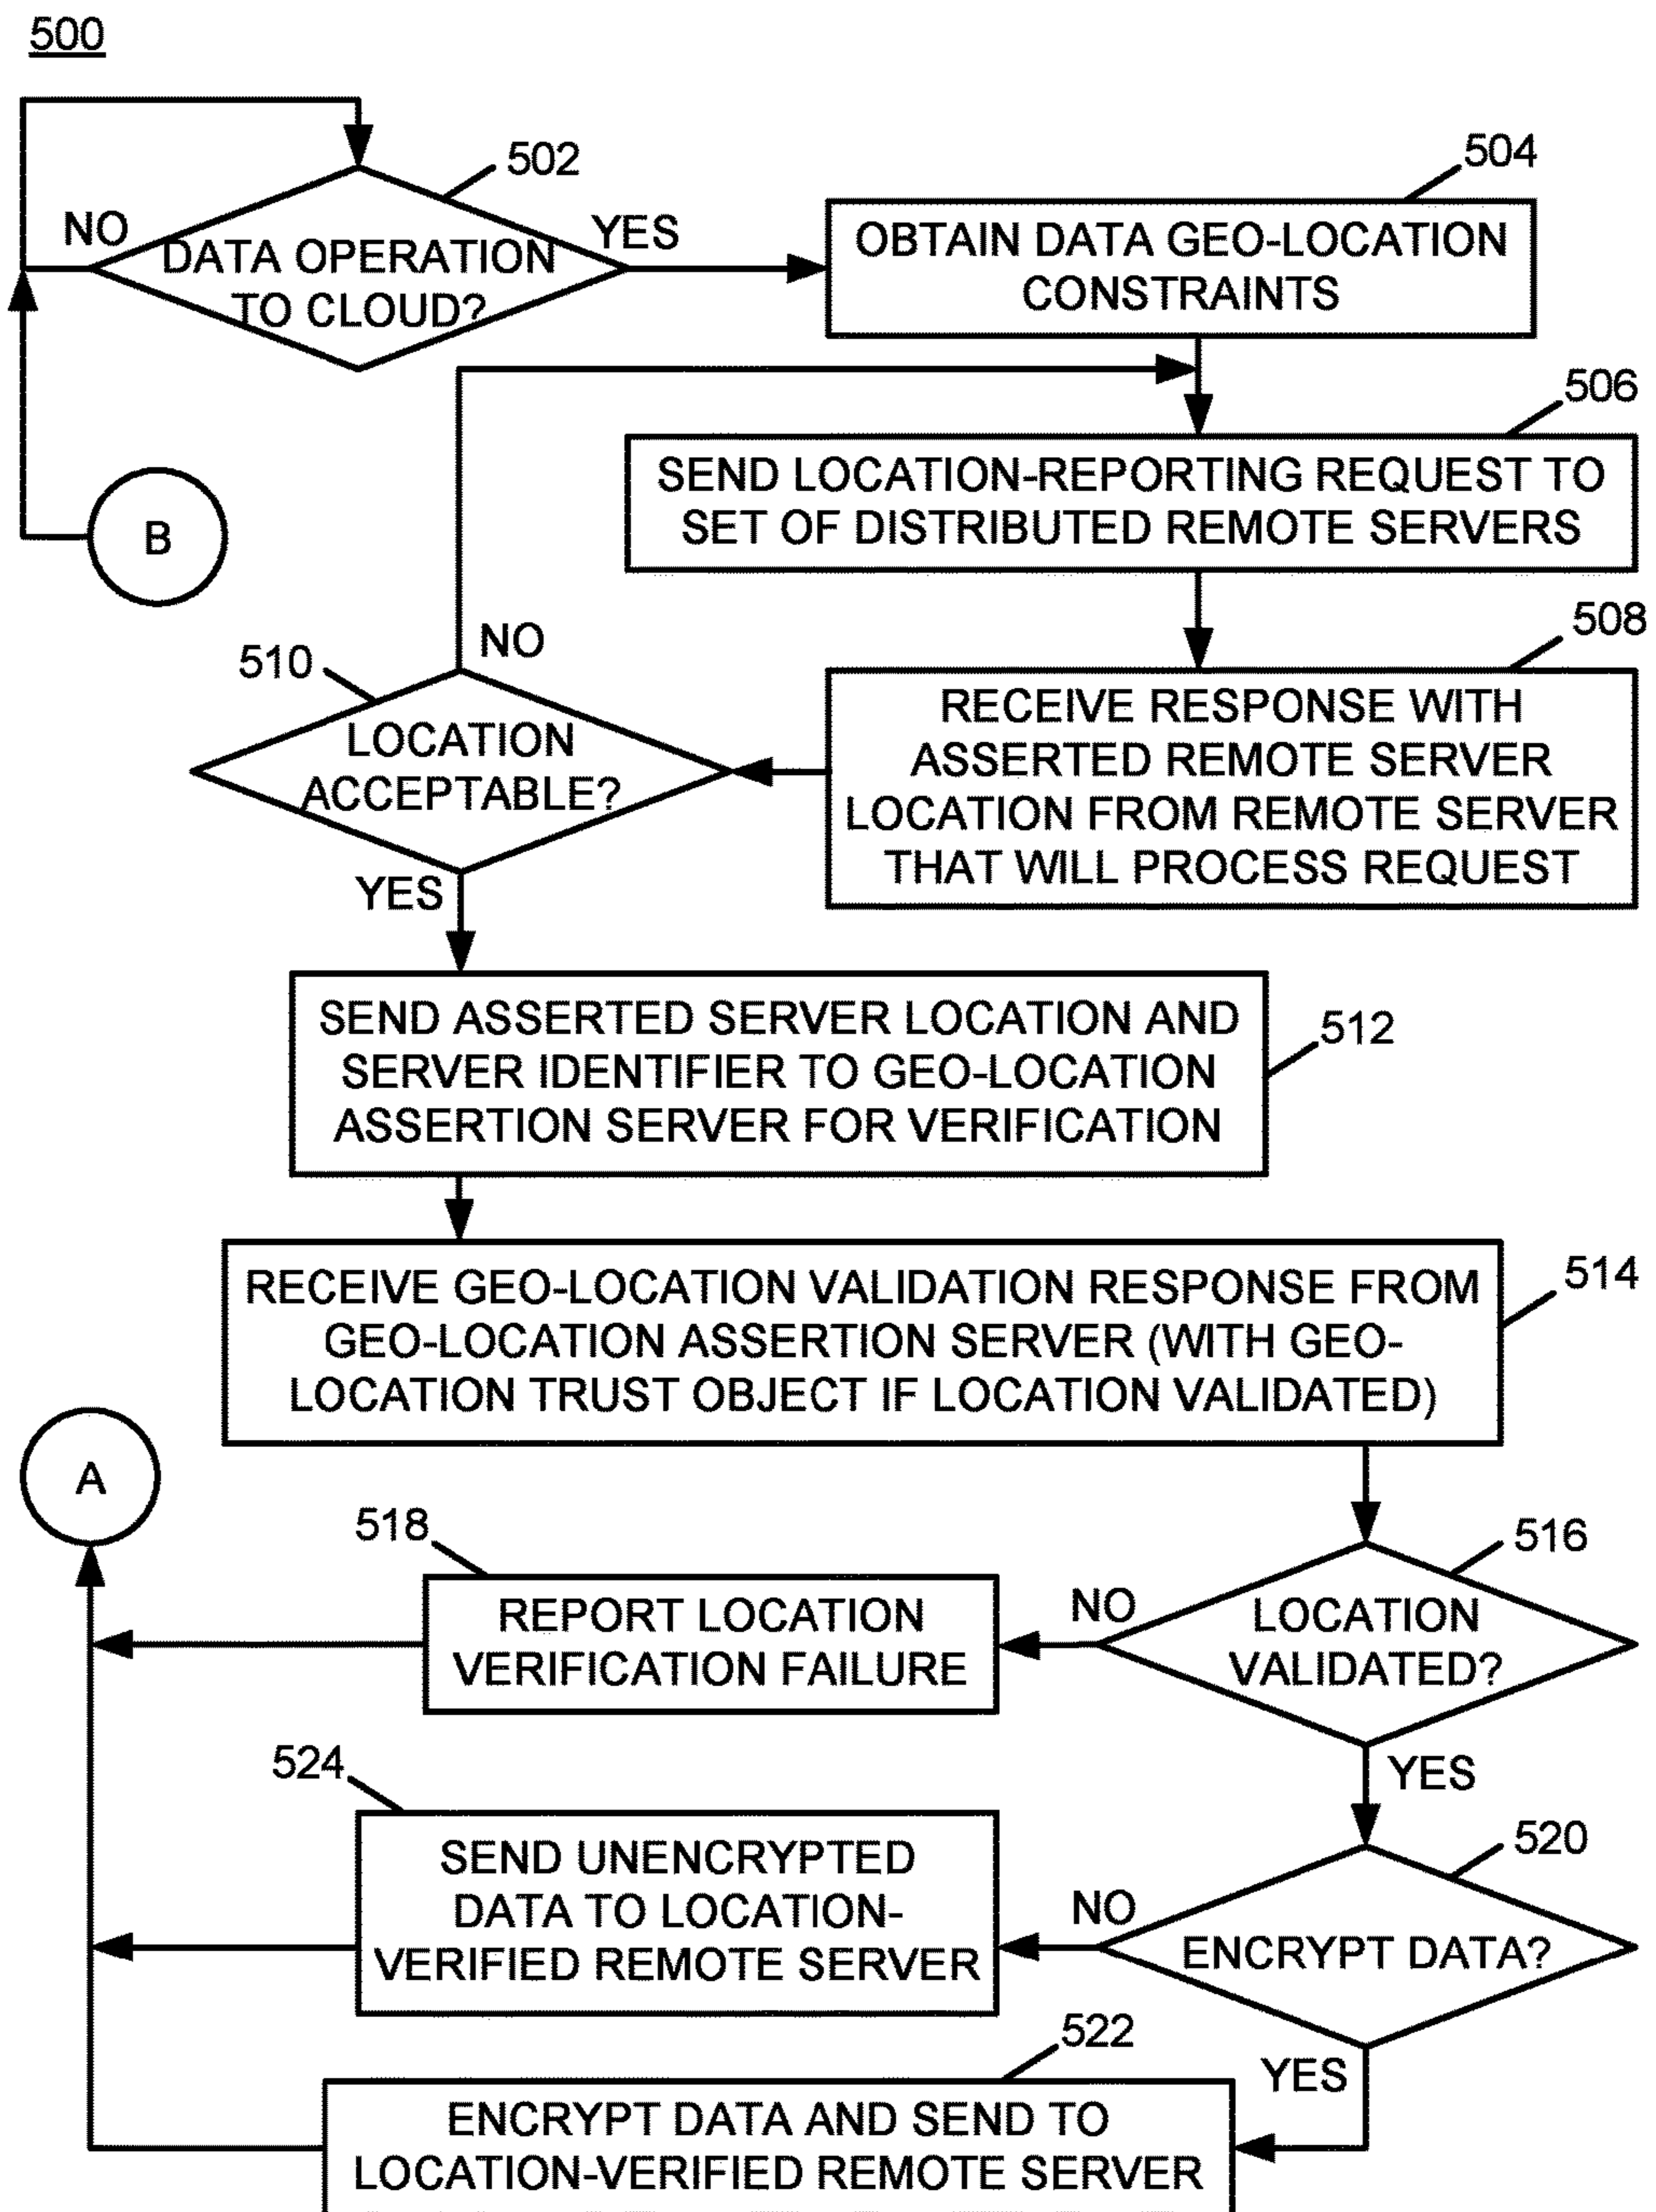 500
502
NO
YES
DATA OPERATION
TO CLOUD?
504
OBTAIN DATA GEO-LOCATION
CONSTRAINTS
506
SEND LOCATION-REPORTING REQUEST TO
SET OF DISTRIBUTED REMOTE SERVERS
B
508
RECEIVE RESPONSE WITH
ASSERTED REMOTE SERVER
LOCATION FROM REMOTE SERVER
THAT WILL PROCESS REQUEST
510
NO
LOCATION
ACCEPTABLE?
YES
SEND ASSERTED SERVER LOCATION AND
SERVER IDENTIFIER TO GEO-LOCATION
ASSERTION SERVER FOR VERIFICATION
512
RECEIVE GEO-LOCATION VALIDATION RESPONSE FROM
GEO-LOCATION ASSERTION SERVER (WITH GEO-
LOCATION TRUST OBJECT IF LOCATION VALIDATED)
514
A
516
LOCATION
VALIDATED?
NO
518
REPORT LOCATION
VERIFICATION FAILURE
YES
520
ENCRYPT DATA?
NO
524
SEND UNENCRYPTED
DATA TO LOCATION-
VERIFIED REMOTE SERVER
YES
522
ENCRYPT DATA AND SEND TO
LOCATION-VERIFIED REMOTE SERVER